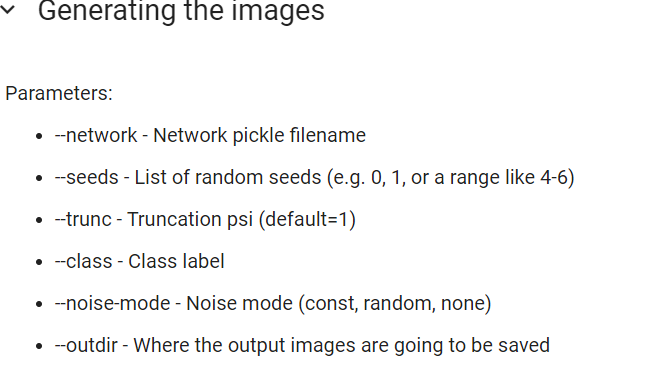 Generating the images
Parameters:
• --network - Network pickle filename
• --seeds - List of random seeds (e.g. 0, 1, or a range like 4-6)
• --trunc - Truncation psi (default=1)
• --class - Class label
• --noise-mode - Noise mode (const, random, none)
• --outdir - Where the output images are going to be saved